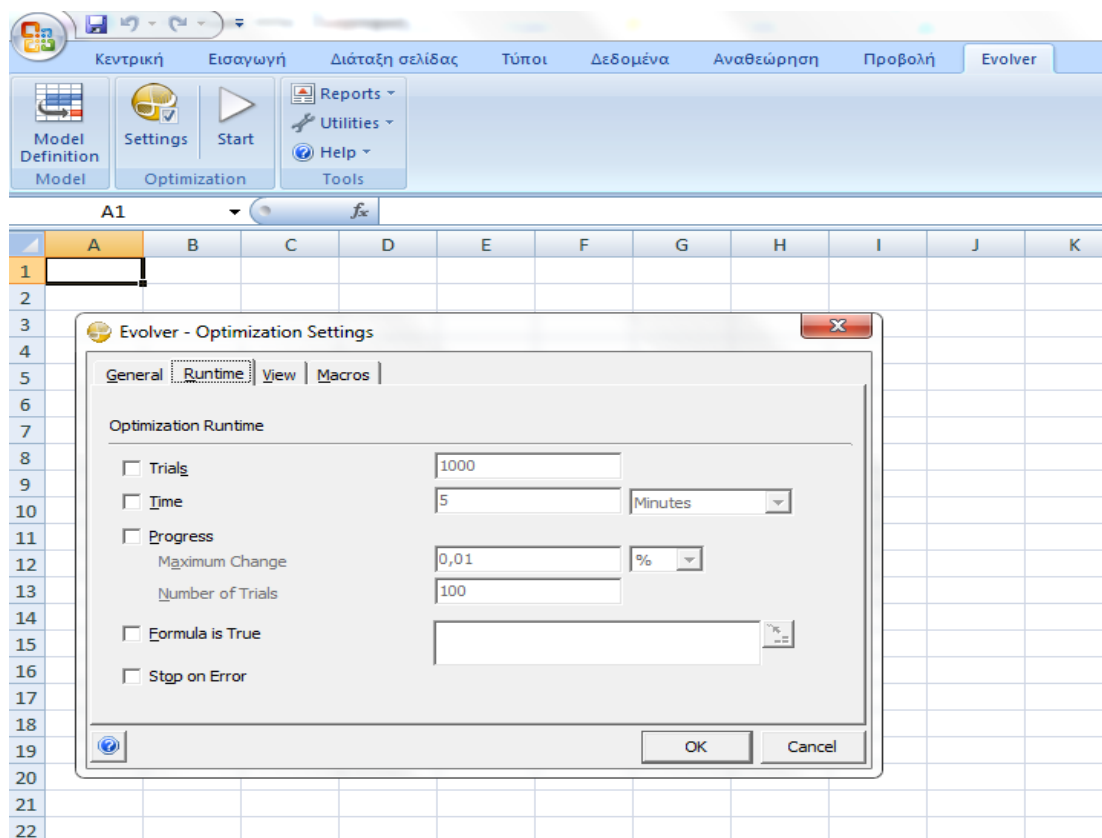 Κεντρική Εισαγωγή Διάταξη σελίδας Τύποι Δεδομένα Αναθεώρηση Προβολή Evolver
Model Definition
Settings
Start
Reports
Utilities
Help
Model Optimization Tools
A1 fx
A B C D E F G H I J K
1
2
3
4
5
6
7
8
9
10
11
12
13
14
15
16
17
18
19
20
21
22
Evolver - Optimization Settings
General Runtime View Macros
Optimization Runtime
Trials 1000
Time 5 Minutes
Progress
Maximum Change 0,01 %
Number of Trials 100
Formula is True
Stop on Error
OK Cancel